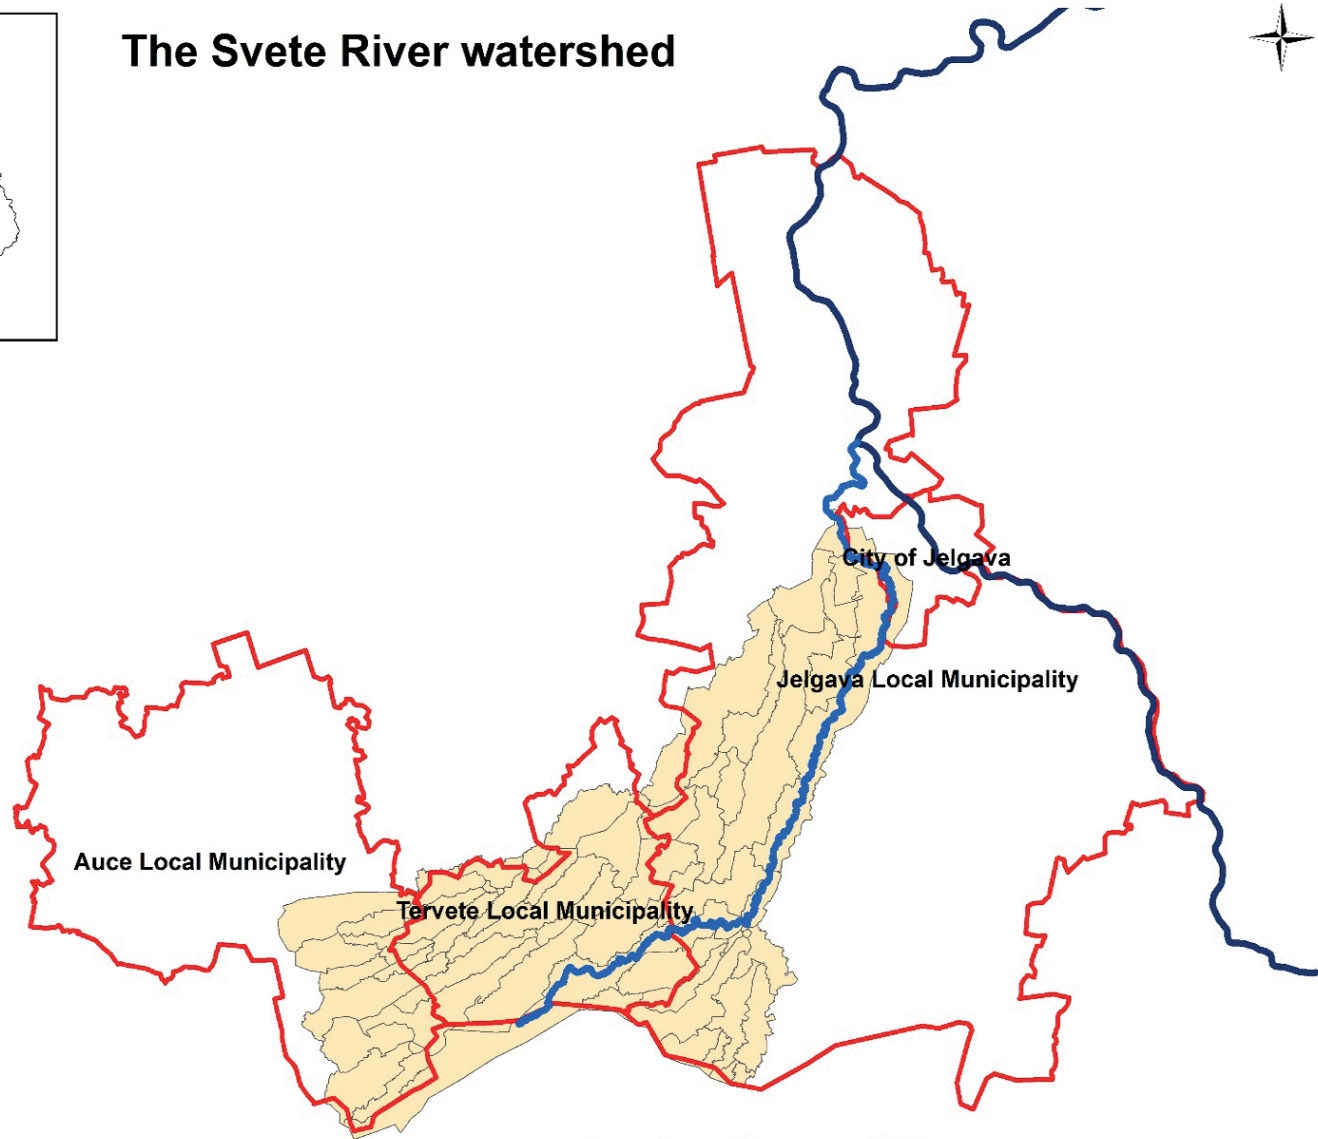 The Svete River watershed
City of Jelgava
Jelgava Local Municipality
Auce Local Municipality
Tervete Local Municipality